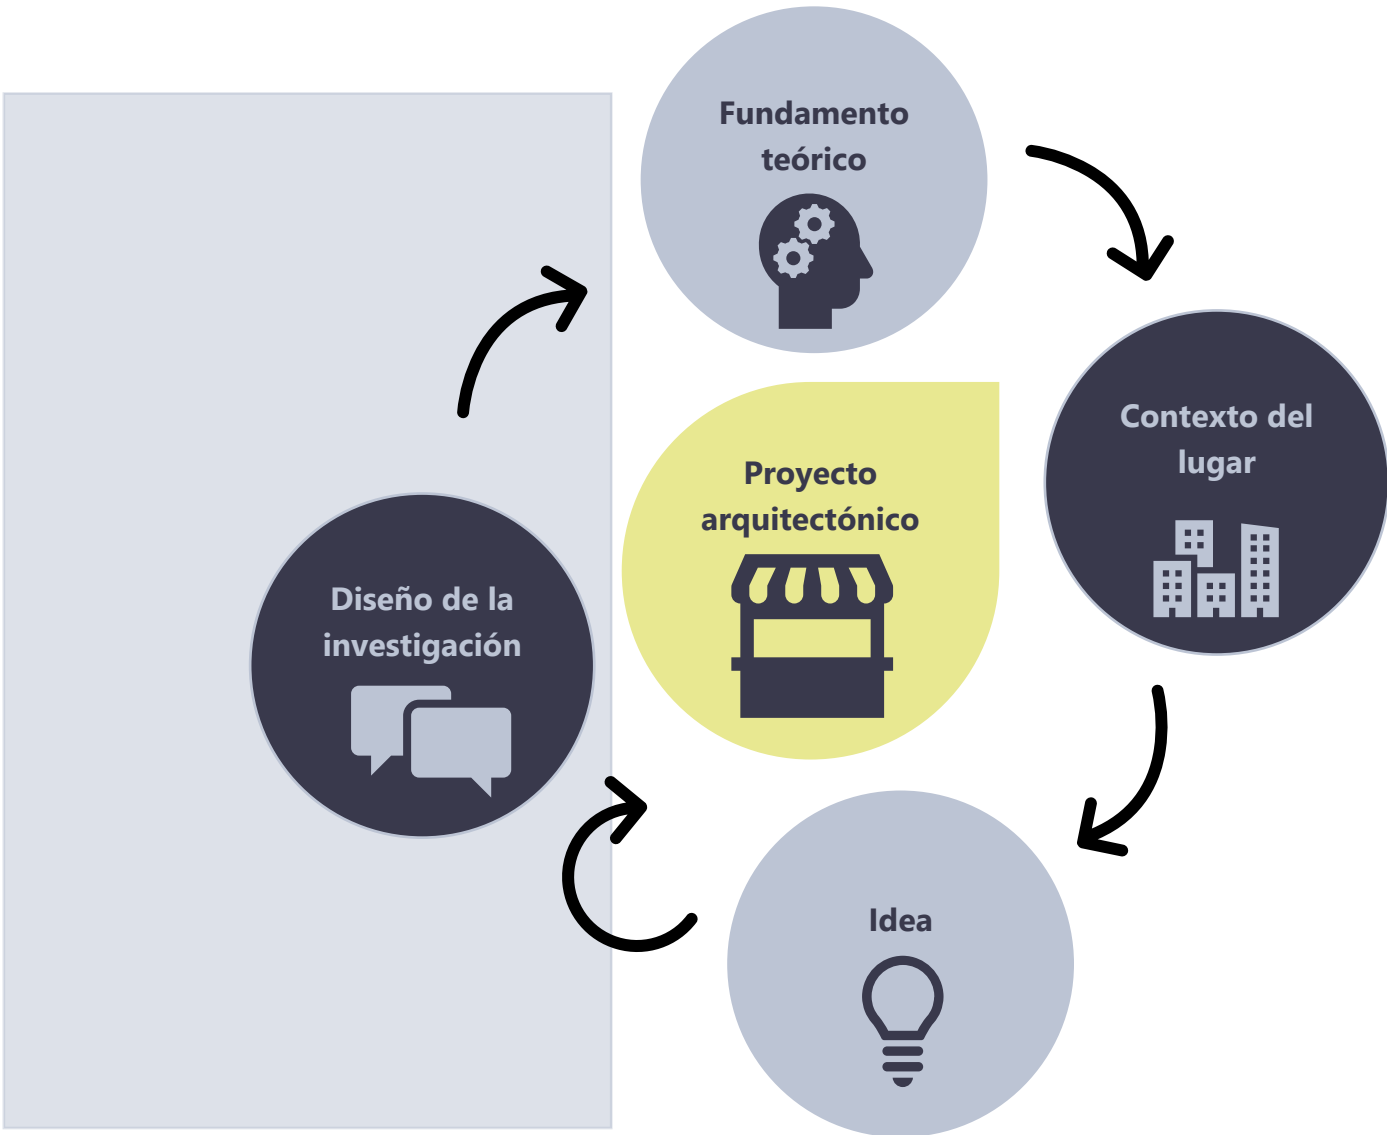 Fundamento
teórico
Contexto del
lugar
Proyecto
arquitectónico
Diseño de la
investigación
Idea